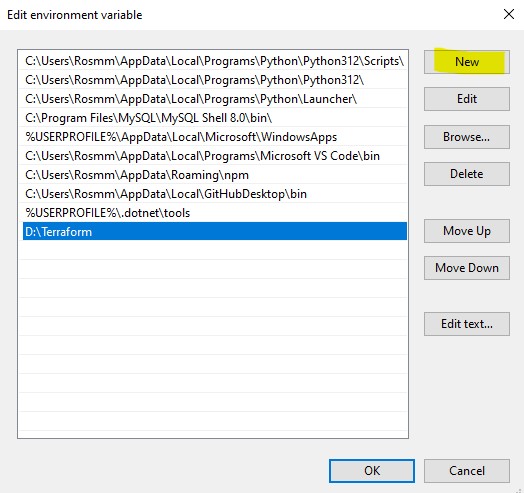 Edit environment variable
C:\Users\Rosmm\AppData\Local\Programs\Python\Python312\Scripts\
C:\Users\Rosmm\AppData\Local\Programs\Python\Python312\
C:\Users\Rosmm\AppData\Local\Programs\Python\Launcher\
C:\Program Files\MySQL\MySQL Shell 8.0\bin\
%USERPROFILE%\AppData\Local\Microsoft\WindowsApps
C:\Users\Rosmm\AppData\Local\Programs\Microsoft VS Code\bin
C:\Users\Rosmm\AppData\Roaming\npm
C:\Users\Rosmm\AppData\Local\GitHubDesktop\bin
%USERPROFILE%\.dotnet\tools
D:\Terraform
New
Edit
Browse...
Delete
Move Up
Move Down
Edit text...
OK
Cancel